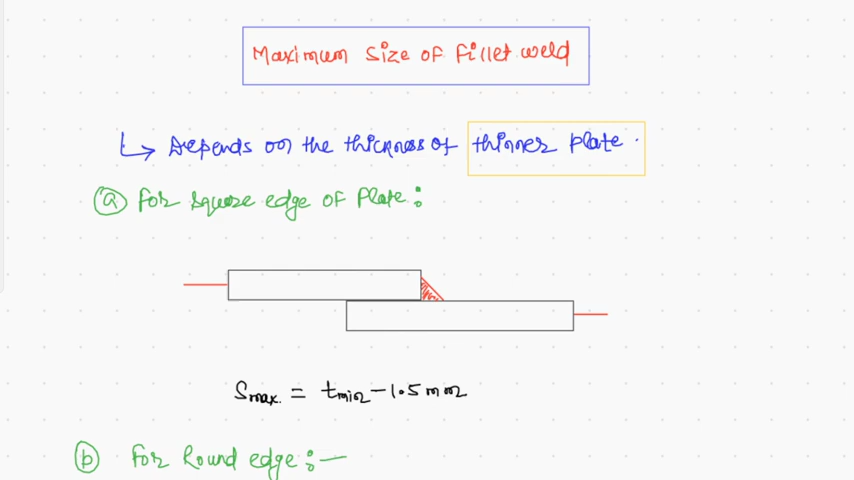 Maximum size of fillet weld
↳ Depends on the thickness of thinner plate.
(a) for square edge of plate:
Smax. = tmin - 1.5 mm
(b) for Round edge:—